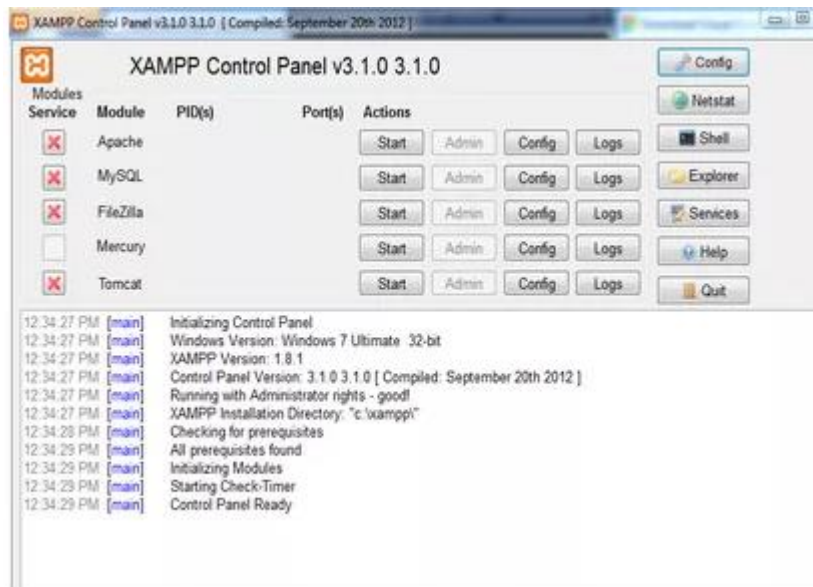 XAMPP Control Panel v3.1.0 3.1.0 [ Compiled: September 20th 2012 ]
XAMPP Control Panel v3.1.0 3.1.0
Config
Modules
Service Module PID(s) Port(s) Actions
Netstat
Apache Start Admin Config Logs
Shell
MySQL Start Admin Config Logs
Explorer
FileZilla Start Admin Config Logs
Services
Mercury Start Admin Config Logs
Help
Tomcat Start Admin Config Logs
Quit
12:34:27 PM [main] Initializing Control Panel
12:34:27 PM [main] Windows Version: Windows 7 Ultimate 32-bit
12:34:27 PM [main] XAMPP Version: 1.8.1
12:34:27 PM [main] Control Panel Version: 3.1.0 3.1.0 [ Compiled: September 20th 2012 ]
12:34:27 PM [main] Running with Administrator rights - good!
12:34:27 PM [main] XAMPP Installation Directory: "c:\xampp\"
12:34:28 PM [main] Checking for prerequisites
12:34:29 PM [main] All prerequisites found
12:34:29 PM [main] Initializing Modules
12:34:29 PM [main] Starting Check-Timer
12:34:29 PM [main] Control Panel Ready